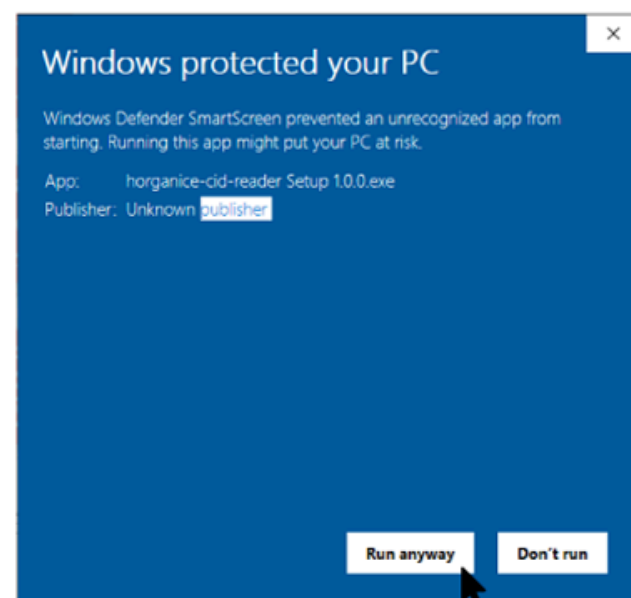 Windows protected your PC
Windows Defender SmartScreen prevented an unrecognized app from
starting. Running this app might put your PC at risk.
App: horganice-cid-reader Setup 1.0.0.exe
Publisher: Unknown publisher
Run anyway Don't run